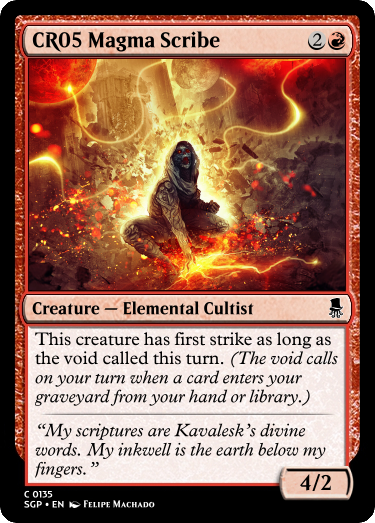 CR05 Magma Scribe 2
Creature — Elemental Cultist
This creature has first strike as long as
the void called this turn. (The void calls
on your turn when a card enters your
graveyard from your hand or library.)
“My scriptures are Kavalesk's divine
words. My inkwell is the earth below my
fingers.”
4/2
C 0135
SGP • EN Felipe Machado